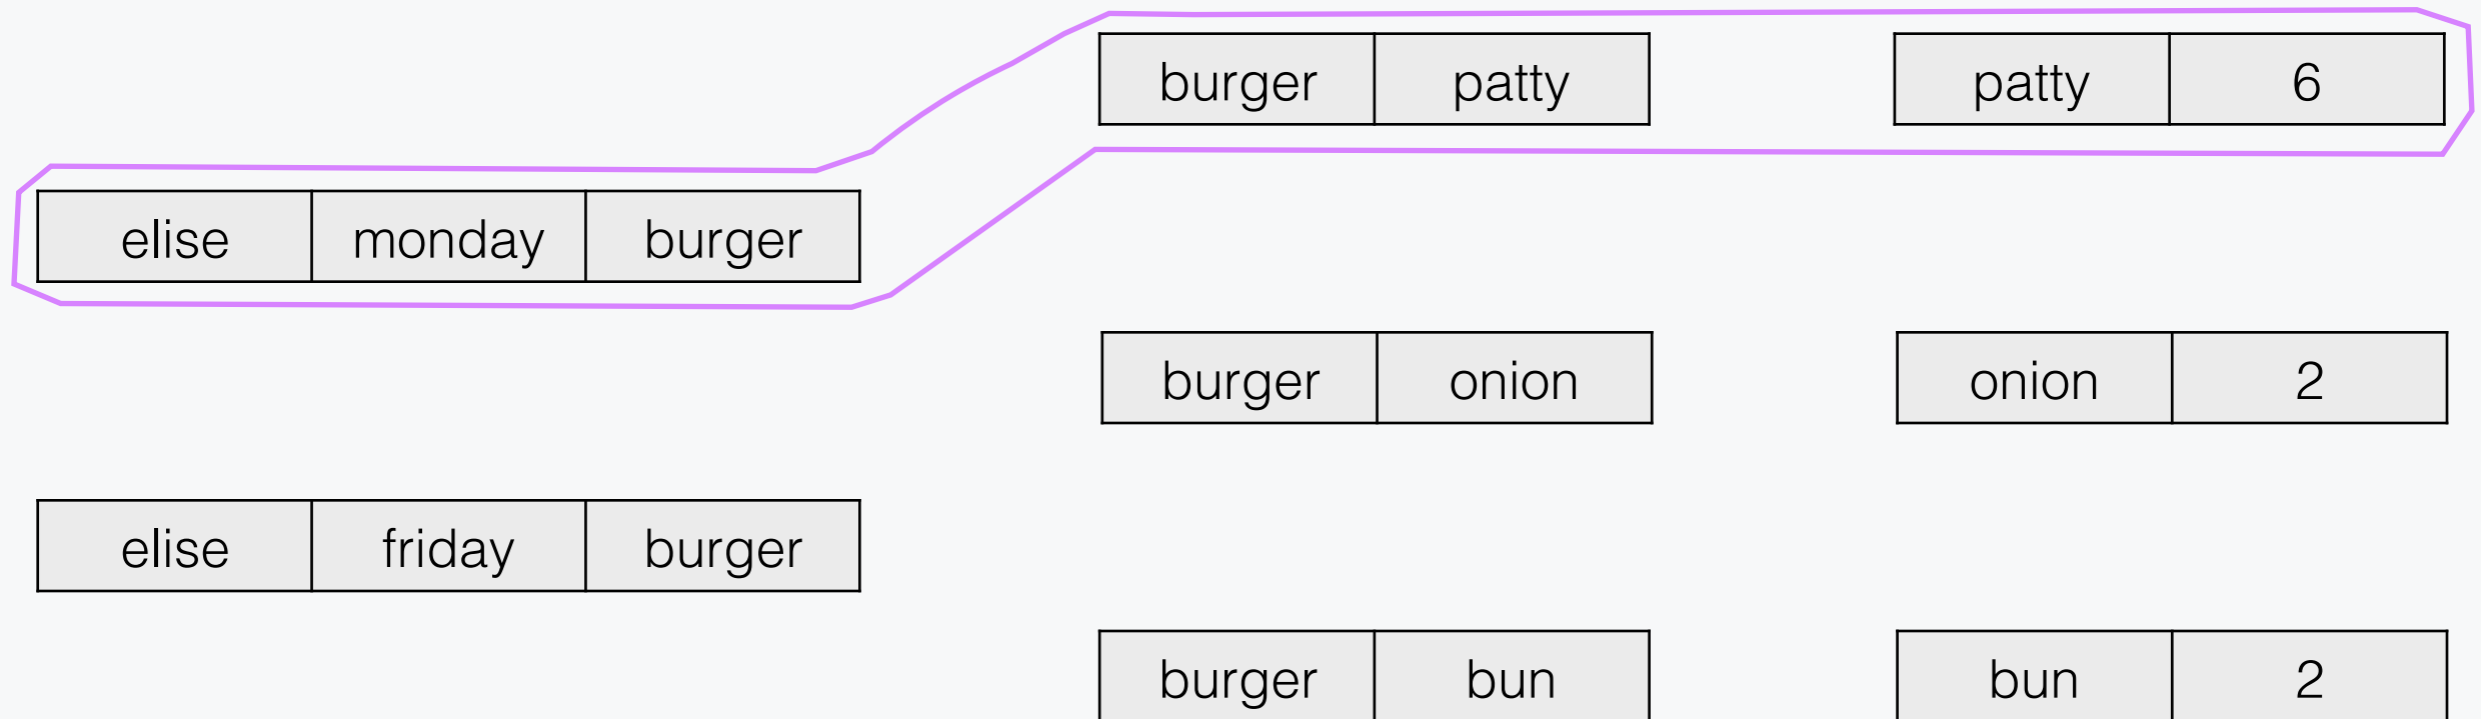 burger patty patty 6
elise monday burger
burger onion onion 2
elise friday burger
burger bun bun 2